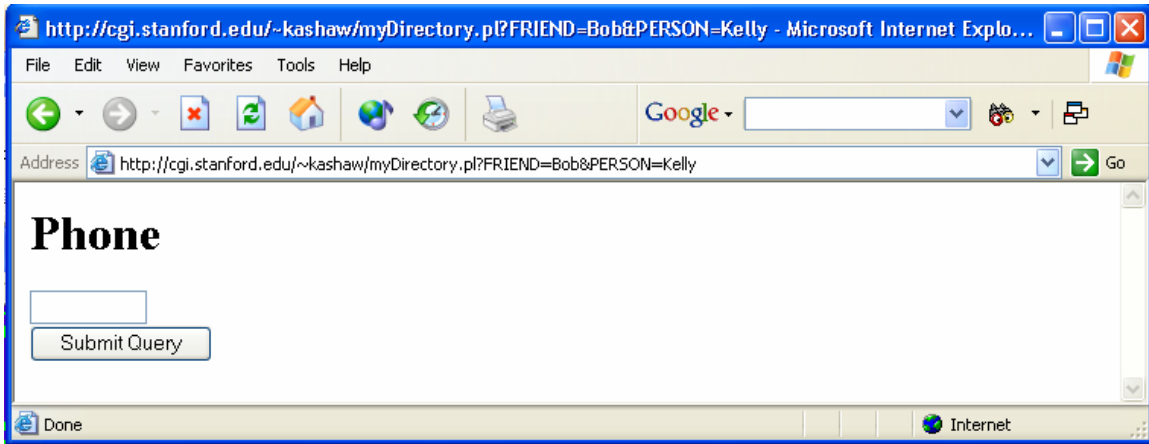 http://cgi.stanford.edu/~kashaw/myDirectory.pl?FRIEND=Bob&PERSON=Kelly - Microsoft Internet Explo...
File Edit View Favorites Tools Help
Google
Address http://cgi.stanford.edu/~kashaw/myDirectory.pl?FRIEND=Bob&PERSON=Kelly Go
Phone
Submit Query
Done Internet